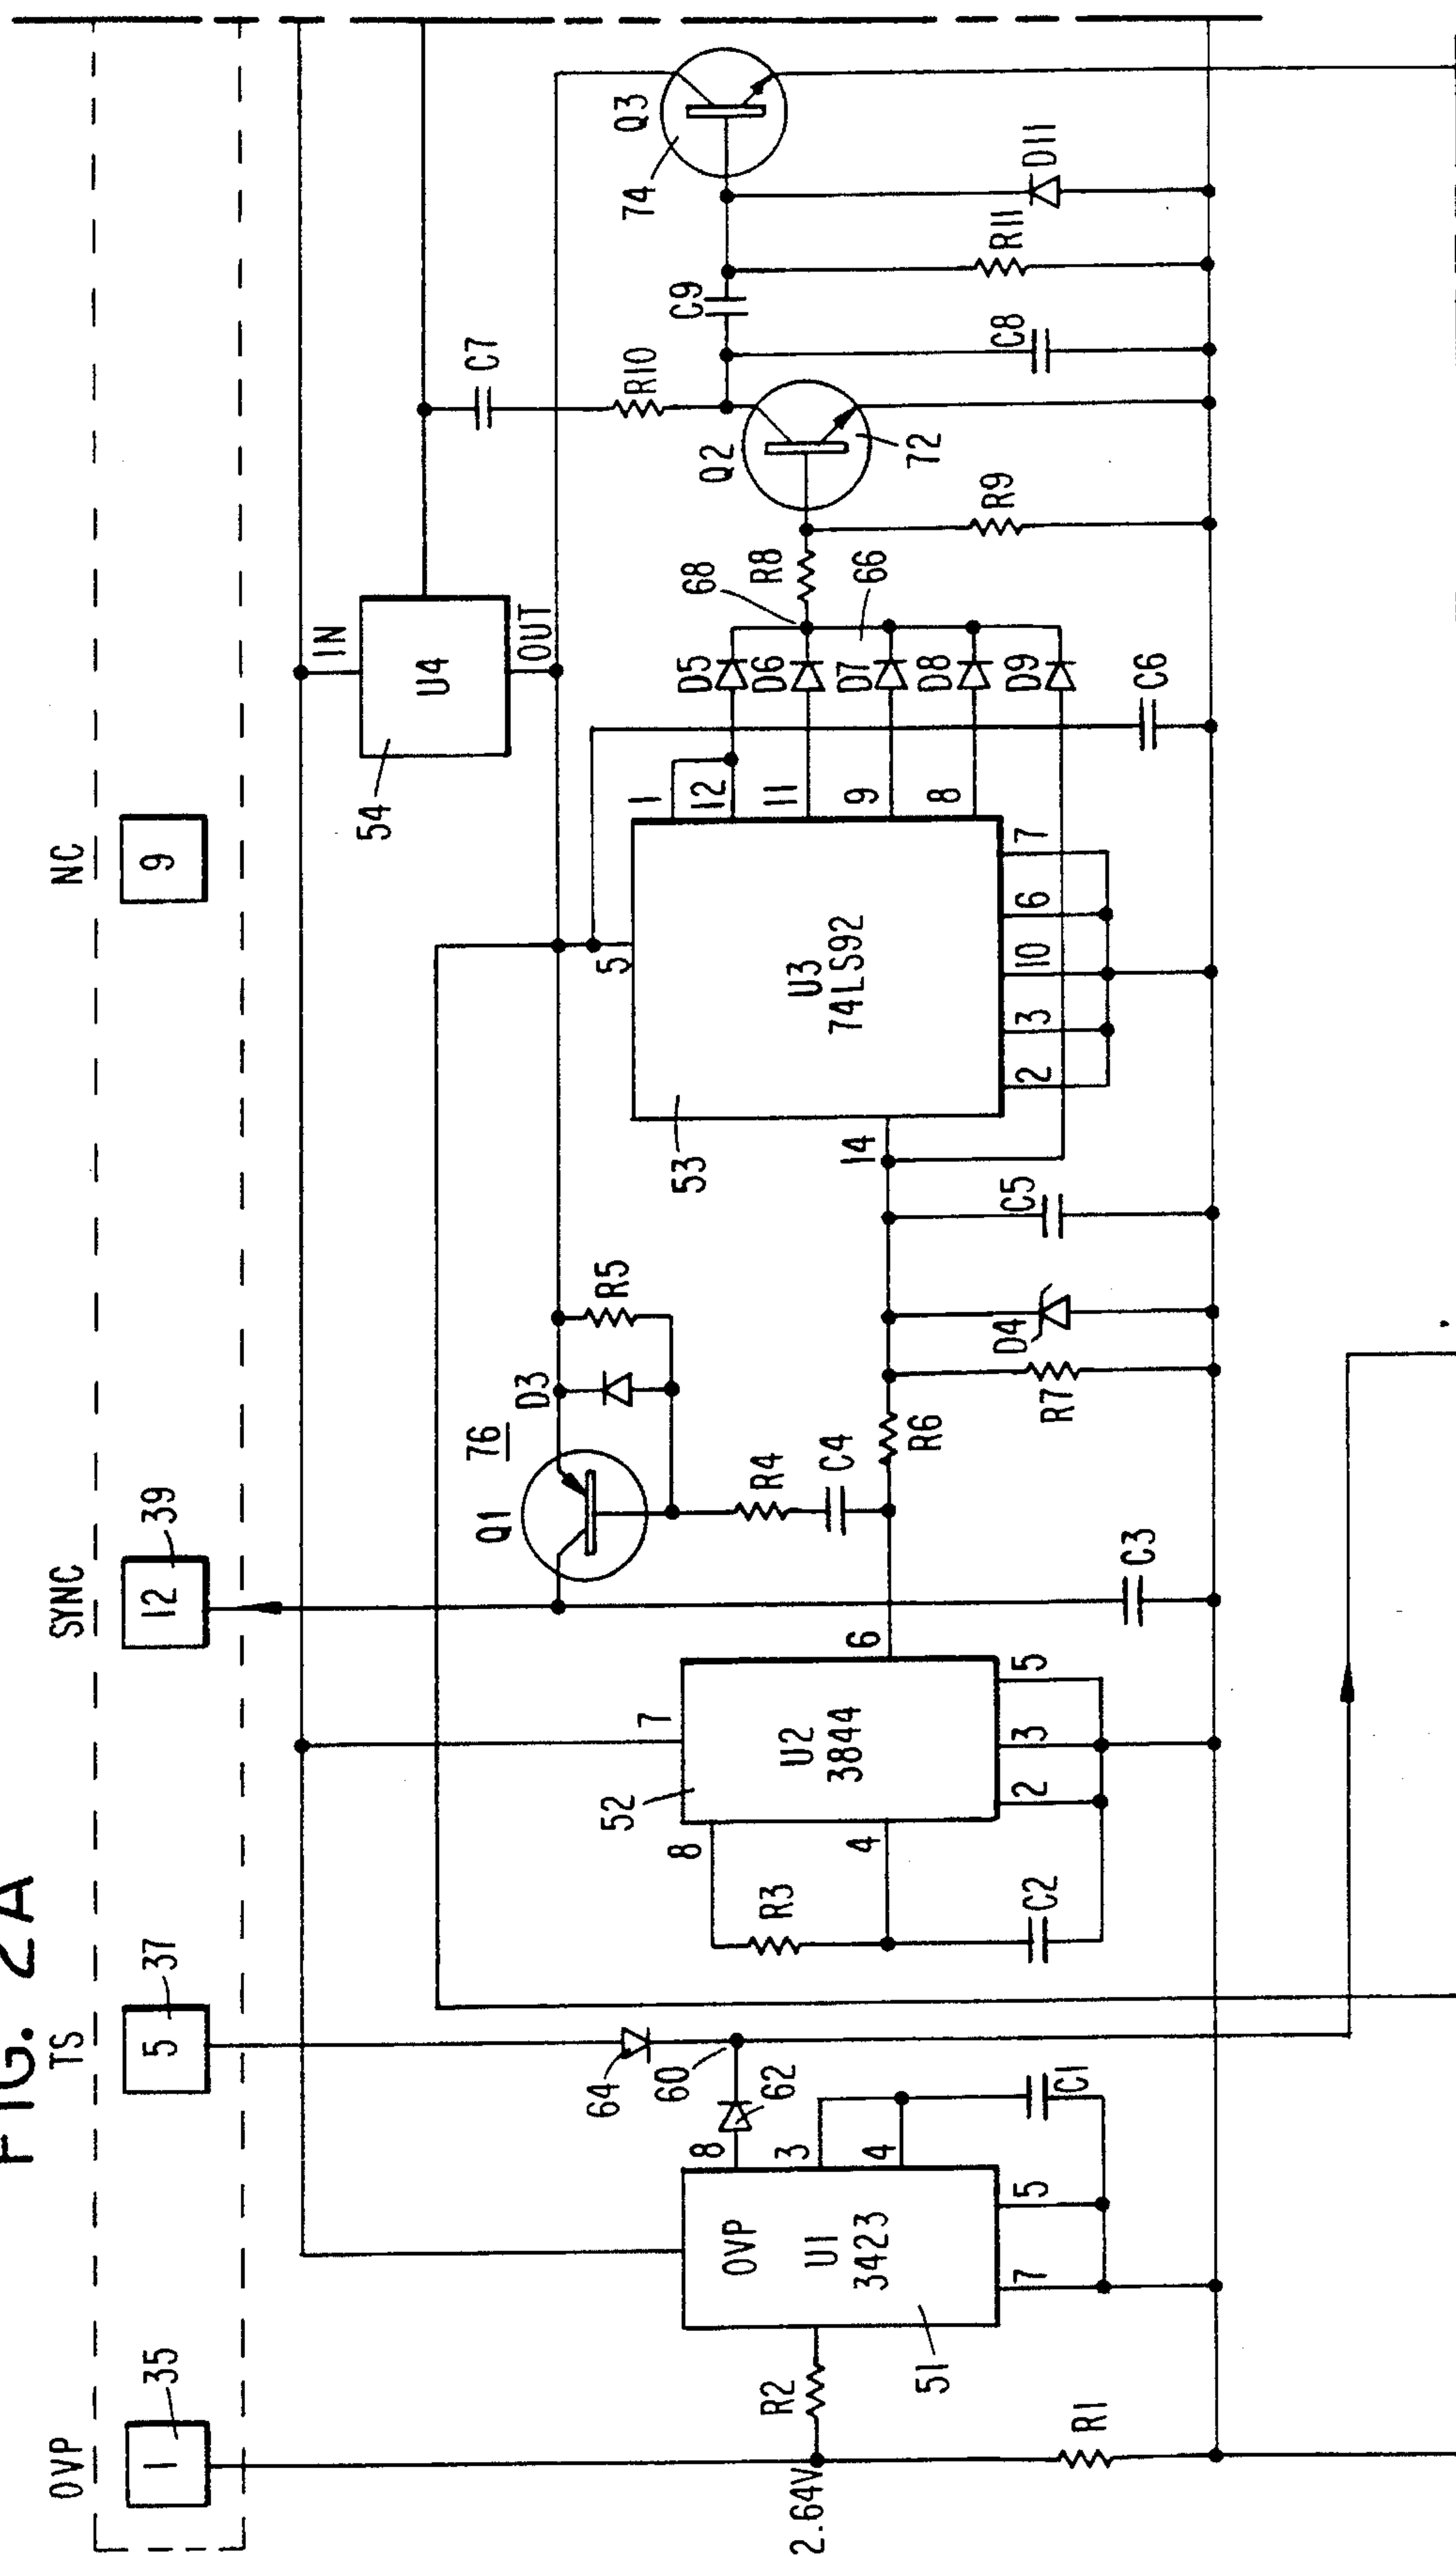 FIG. 2A
OVP
TS
SYNC
NC
1
35
5
37
12
39
9
IN
U4
OUT
54
C7
Q3
74
76
Q1
D3
R5
R10
C9
D11
R11
C8
Q2
72
R8
68
66
R9
D5
D6
D7
D8
D9
C6
5
1
12
11
9
8
U3
74LS92
53
14
2
3
10
6
7
C5
D4
R7
R6
R4
C4
C3
7
6
U2
3844
52
8
4
5
3
2
R3
C2
64
60
62
8
3
4
C1
OVP
U1
3423
51
7
5
R2
2.64V
R1